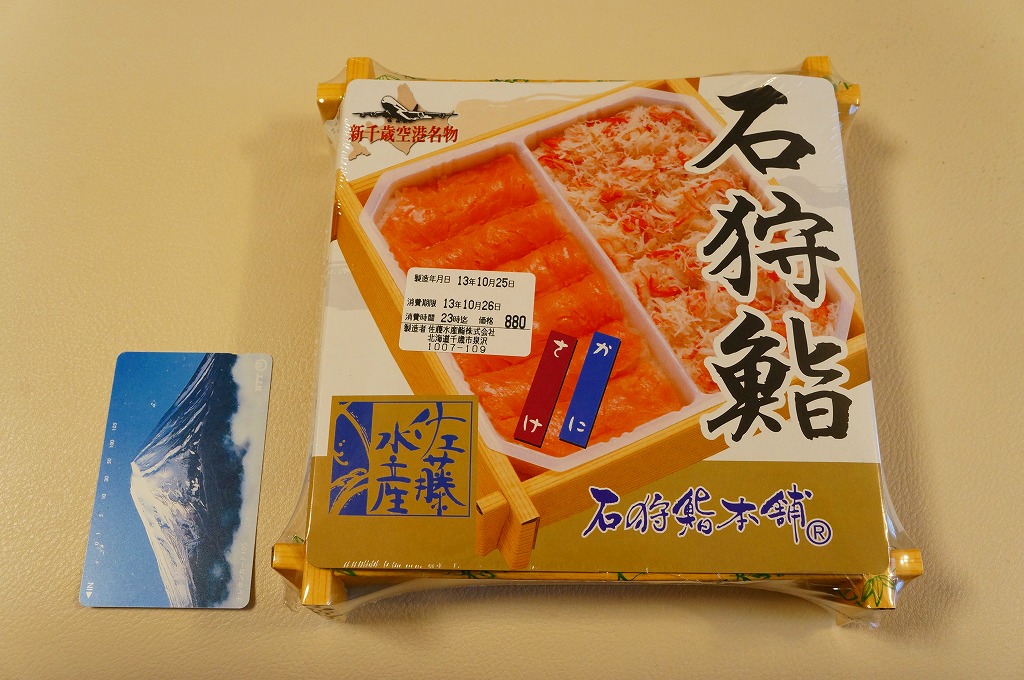 新千歳空港名物
石狩鮨
製造年月日 13年10月25日
消費期限 13年10月26日
消費時間 23時迄 価格 880
製造者 佐藤水産鮨株式会社
北海道千歳市泉沢
1007-109
かに
さけ
佐藤
水産
石の狩鮨本舗®
IN